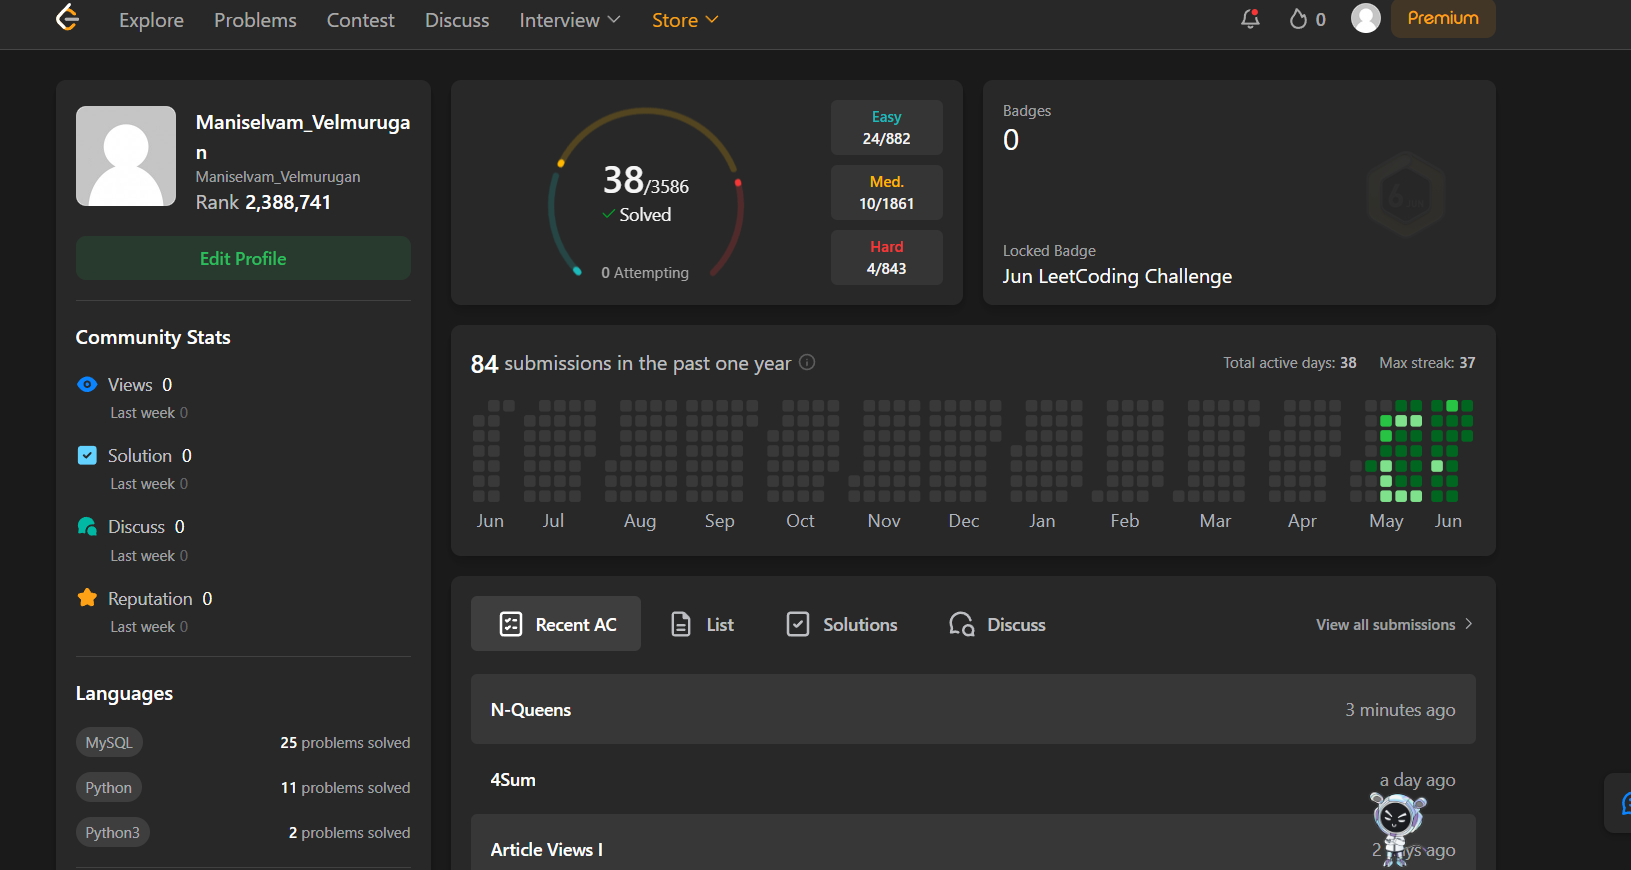 Explore Problems Contest Discuss Interview Store 0 Premium
Maniselvam_Velmuruga
n
Maniselvam_Velmurugan
Rank 2,388,741
Edit Profile
Community Stats
Views 0
Last week 0
Solution 0
Last week 0
Discuss 0
Last week 0
Reputation 0
Last week 0
Languages
MySQL 25 problems solved
Python 11 problems solved
Python3 2 problems solved
38/3586
Solved
0 Attempting
Easy
24/882
Med.
10/1861
Hard
4/843
Badges
0
Locked Badge
Jun LeetCoding Challenge
84 submissions in the past one year Total active days: 38 Max streak: 37
Jun Jul Aug Sep Oct Nov Dec Jan Feb Mar Apr May Jun
Recent AC List Solutions Discuss View all submissions
N-Queens 3 minutes ago
4Sum a day ago
Article Views I 2 ago